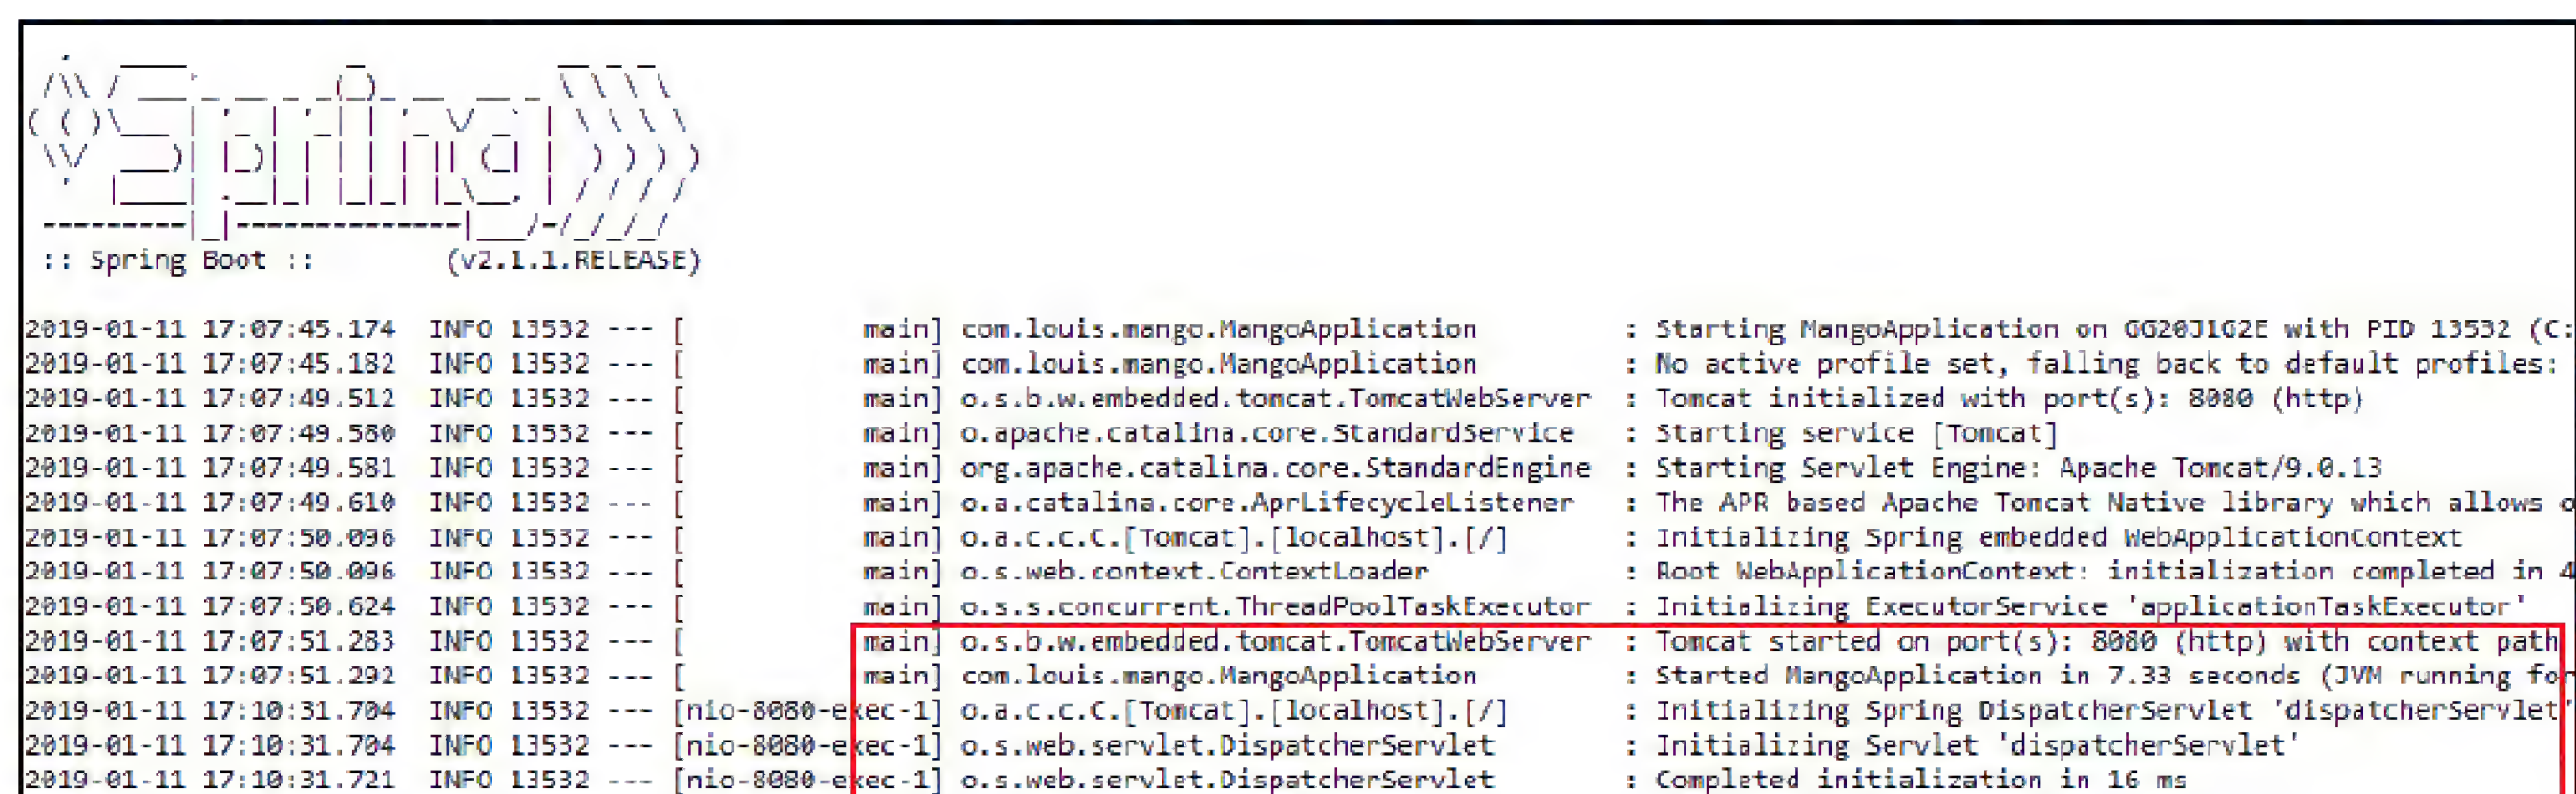 :: Spring Boot ::        (v2.1.1.RELEASE)
2019-01-11 17:07:45.174  INFO 13532 --- [           main] com.louis.mango.MangoApplication         : Starting MangoApplication on GG20J1G2E with PID 13532 (C:
2019-01-11 17:07:45.182  INFO 13532 --- [           main] com.louis.mango.MangoApplication         : No active profile set, falling back to default profiles:
2019-01-11 17:07:49.512  INFO 13532 --- [           main] o.s.b.w.embedded.tomcat.TomcatWebServer  : Tomcat initialized with port(s): 8080 (http)
2019-01-11 17:07:49.580  INFO 13532 --- [           main] o.apache.catalina.core.StandardService   : Starting service [Tomcat]
2019-01-11 17:07:49.581  INFO 13532 --- [           main] org.apache.catalina.core.StandardEngine  : Starting Servlet Engine: Apache Tomcat/9.0.13
2019-01-11 17:07:49.610  INFO 13532 --- [           main] o.a.catalina.core.AprLifecycleListener   : The APR based Apache Tomcat Native library which allows o
2019-01-11 17:07:50.096  INFO 13532 --- [           main] o.a.c.c.C.[Tomcat].[localhost].[/]       : Initializing Spring embedded WebApplicationContext
2019-01-11 17:07:50.096  INFO 13532 --- [           main] o.s.web.context.ContextLoader            : Root WebApplicationContext: initialization completed in 4
2019-01-11 17:07:50.624  INFO 13532 --- [           main] o.s.s.concurrent.ThreadPoolTaskExecutor  : Initializing ExecutorService 'applicationTaskExecutor'
2019-01-11 17:07:51.283  INFO 13532 --- [           main] o.s.b.w.embedded.tomcat.TomcatWebServer  : Tomcat started on port(s): 8080 (http) with context path
2019-01-11 17:07:51.292  INFO 13532 --- [           main] com.louis.mango.MangoApplication         : Started MangoApplication in 7.33 seconds (JVM running for
2019-01-11 17:10:31.704  INFO 13532 --- [nio-8080-exec-1] o.a.c.c.C.[Tomcat].[localhost].[/]       : Initializing Spring DispatcherServlet 'dispatcherServlet'
2019-01-11 17:10:31.704  INFO 13532 --- [nio-8080-exec-1] o.s.web.servlet.DispatcherServlet        : Initializing Servlet 'dispatcherServlet'
2019-01-11 17:10:31.721  INFO 13532 --- [nio-8080-exec-1] o.s.web.servlet.DispatcherServlet        : Completed initialization in 16 ms